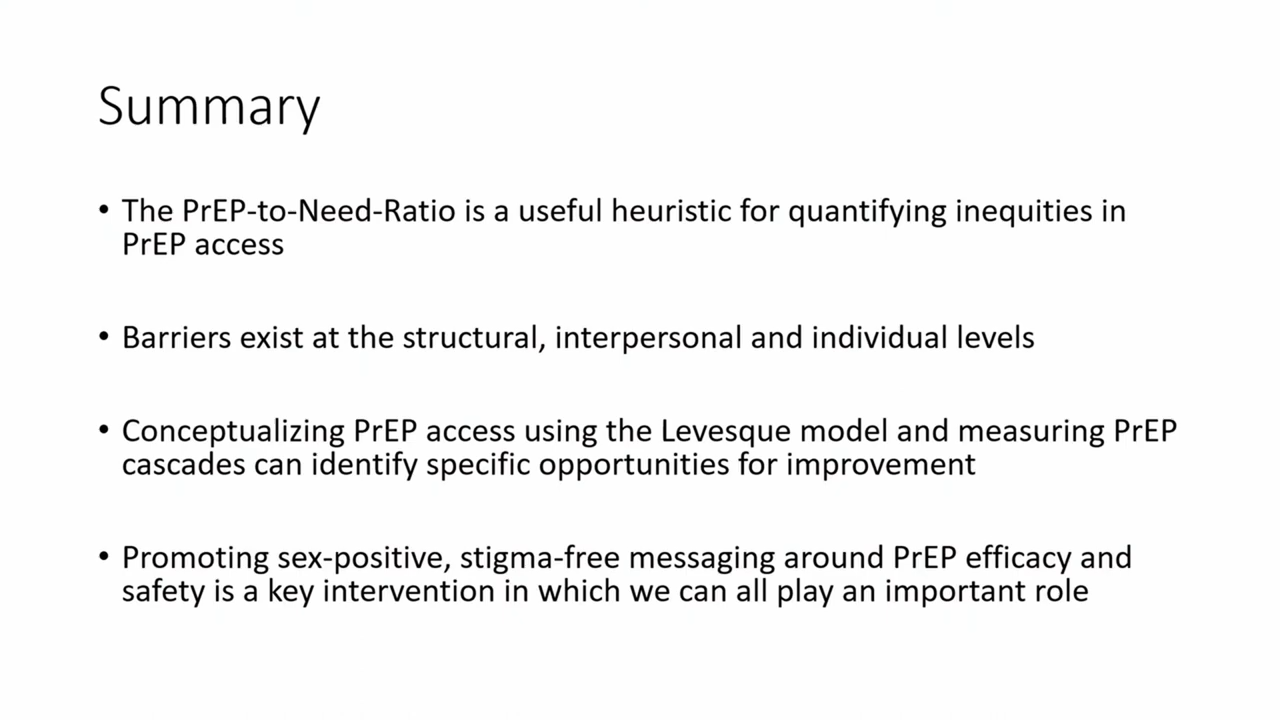 Summary
• The PrEP-to-Need-Ratio is a useful heuristic for quantifying inequities in
PrEP access
• Barriers exist at the structural, interpersonal and individual levels
• Conceptualizing PrEP access using the Levesque model and measuring PrEP
cascades can identify specific opportunities for improvement
• Promoting sex-positive, stigma-free messaging around PrEP efficacy and
safety is a key intervention in which we can all play an important role